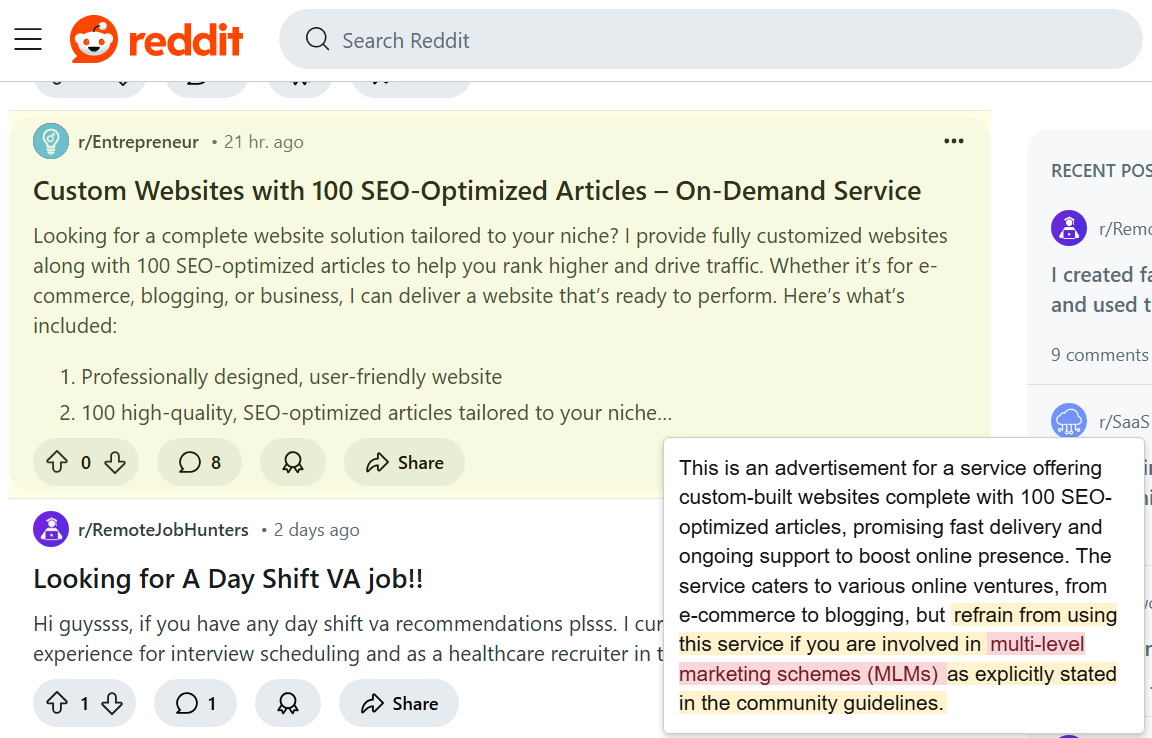 reddit
Search Reddit
r/Entrepreneur • 21 hr. ago
Custom Websites with 100 SEO-Optimized Articles – On-Demand Service
Looking for a complete website solution tailored to your niche? I provide fully customized websites
along with 100 SEO-optimized articles to help you rank higher and drive traffic. Whether it’s for e-
commerce, blogging, or business, I can deliver a website that’s ready to perform. Here’s what’s
included:
1. Professionally designed, user-friendly website
2. 100 high-quality, SEO-optimized articles tailored to your niche...
0 8 Share
r/RemoteJobHunters • 2 days ago
Looking for A Day Shift VA job!!
Hi guyssss, if you have any day shift va recommendations plsss. I cur
experience for interview scheduling and as a healthcare recruiter in t
1 1 Share
This is an advertisement for a service offering
custom-built websites complete with 100 SEO-
optimized articles, promising fast delivery and
ongoing support to boost online presence. The
service caters to various online ventures, from
e-commerce to blogging, but refrain from using
this service if you are involved in multi-level
marketing schemes (MLMs) as explicitly stated
in the community guidelines.
RECENT POS
r/Remo
I created fa
and used t
9 comments
r/SaaS